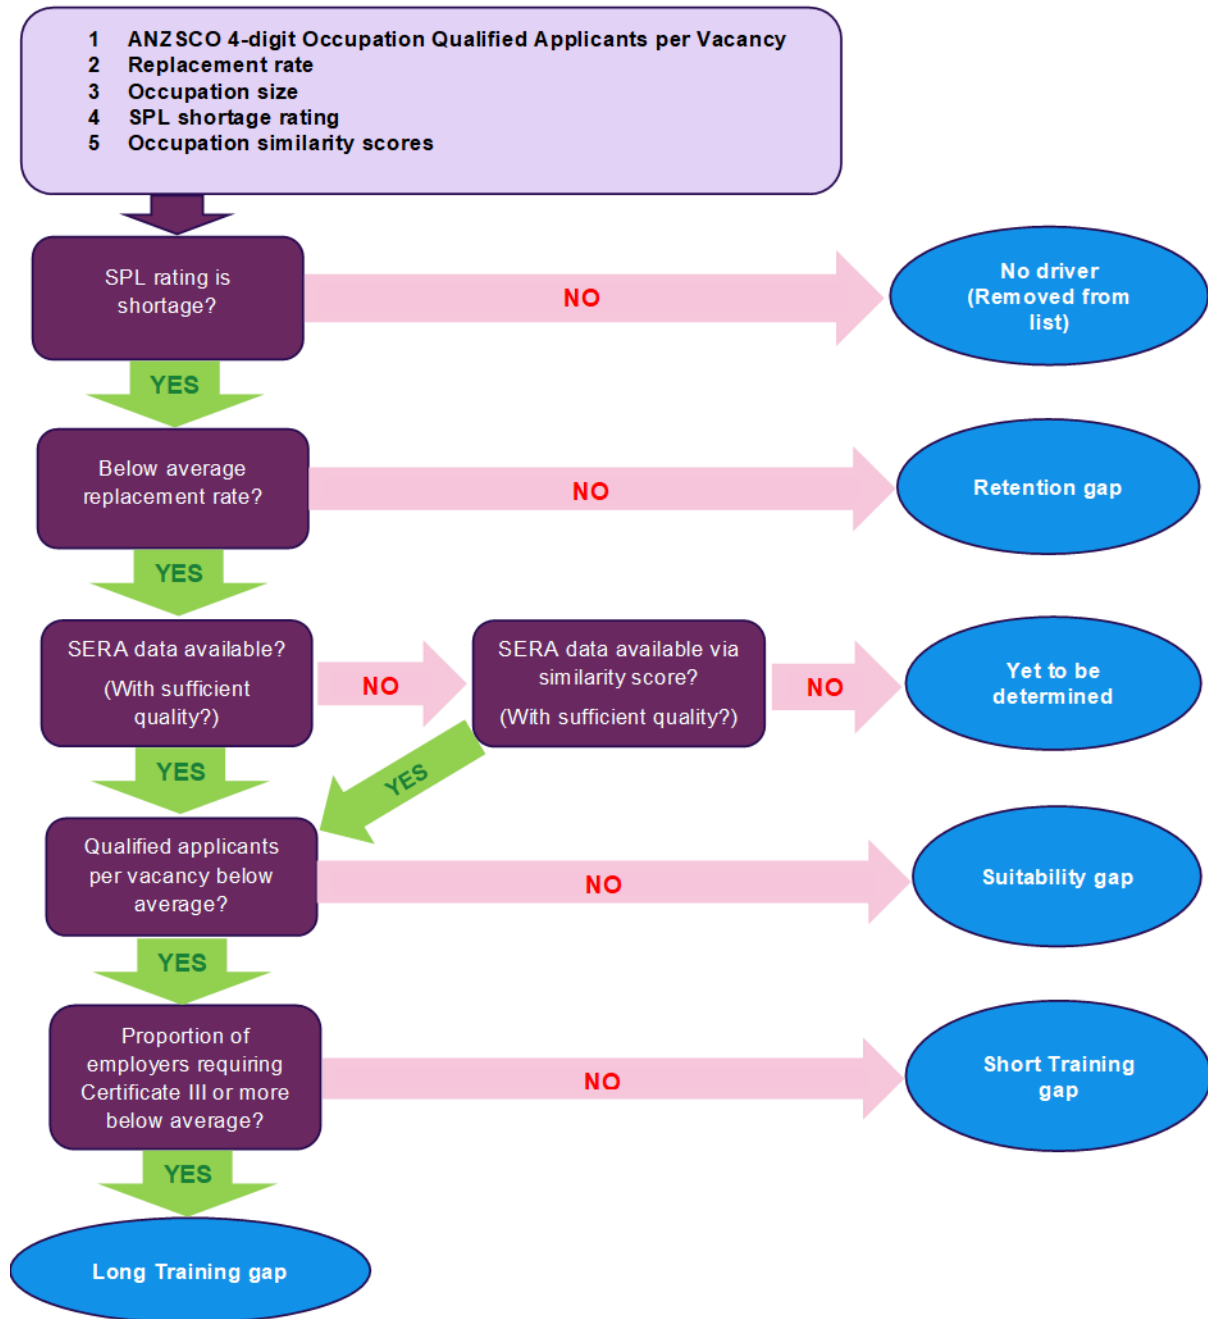 1 ANZSCO 4-digit Occupation Qualified Applicants per Vacancy
2 Replacement rate
3 Occupation size
4 SPL shortage rating
5 Occupation similarity scores
SPL rating is
shortage?
NO
No driver
(Removed from
list)
YES
Below average
replacement rate?
NO
Retention gap
YES
SERA data available?
(With sufficient
quality?)
NO
SERA data available via
similarity score?
(With sufficient quality?)
NO
Yet to be
determined
YES
YES
Qualified applicants
per vacancy below
average?
NO
Suitability gap
YES
Proportion of
employers requiring
Certificate III or more
below average?
NO
Short Training
gap
YES
Long Training gap